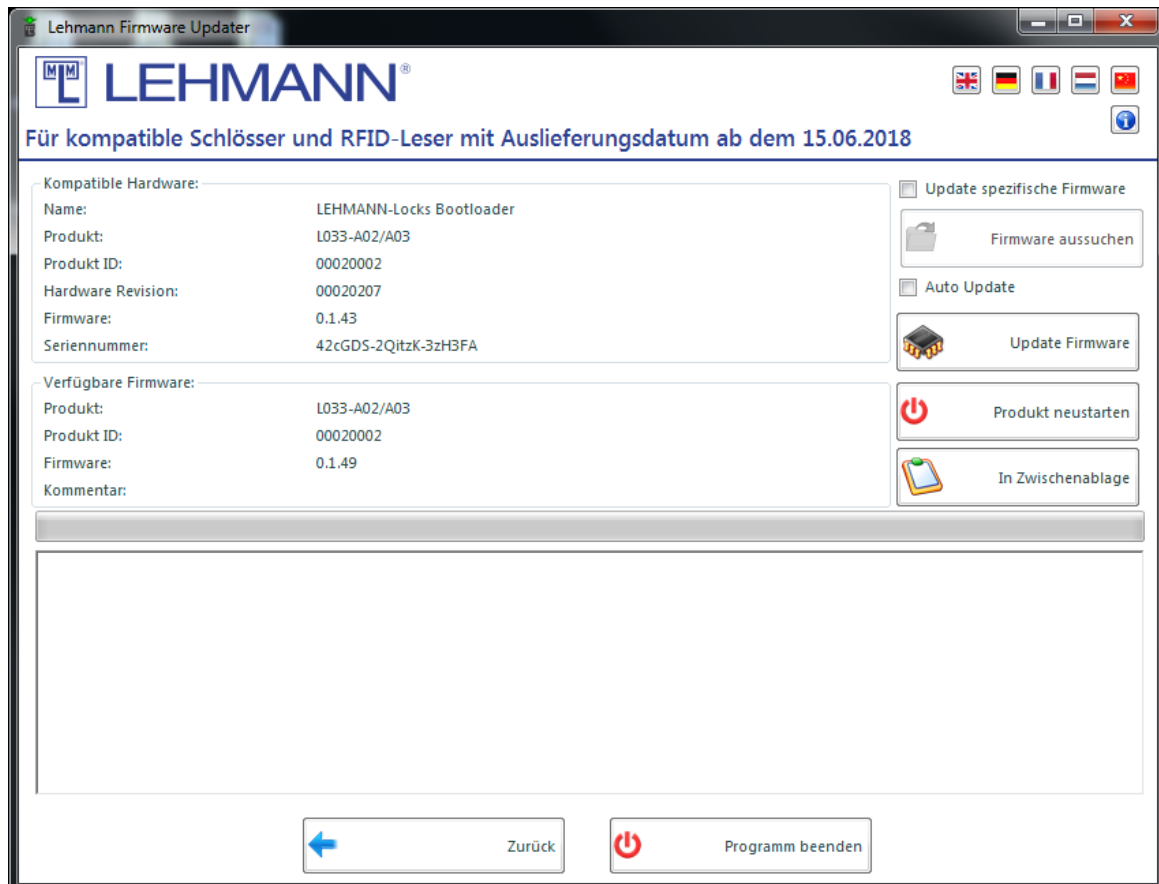 Lehmann Firmware Updater
MLM LEHMANN®
Für kompatible Schlösser und RFID-Leser mit Auslieferungsdatum ab dem 15.06.2018
Kompatible Hardware:
Name: LEHMANN-Locks Bootloader
Produkt: L033-A02/A03
Produkt ID: 00020002
Hardware Revision: 00020207
Firmware: 0.1.43
Seriennummer: 42cGDS-2QitzK-3zH3FA
Verfügbare Firmware:
Produkt: L033-A02/A03
Produkt ID: 00020002
Firmware: 0.1.49
Kommentar:
Update spezifische Firmware
Firmware aussuchen
Auto Update
Update Firmware
Produkt neustarten
In Zwischenablage
Zurück
Programm beenden